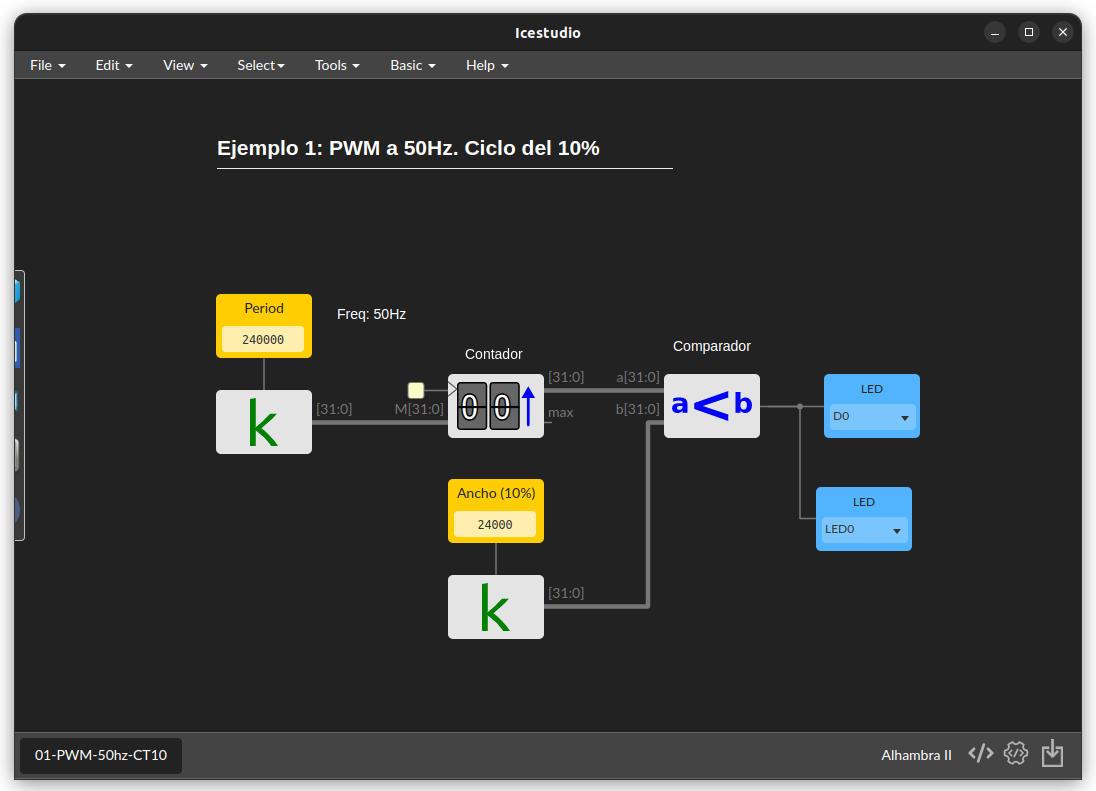 Icestudio
File Edit View Select Tools Basic Help
Ejemplo 1: PWM a 50Hz. Ciclo del 10%
Period
240000
Freq: 50Hz
k
[31:0]
Contador
M[31:0]
00
[31:0]
max
Comparador
a[31:0]
b[31:0]
a<b
LED
D0
LED
LED0
Ancho (10%)
24000
k
[31:0]
01-PWM-50hz-CT10
Alhambra II